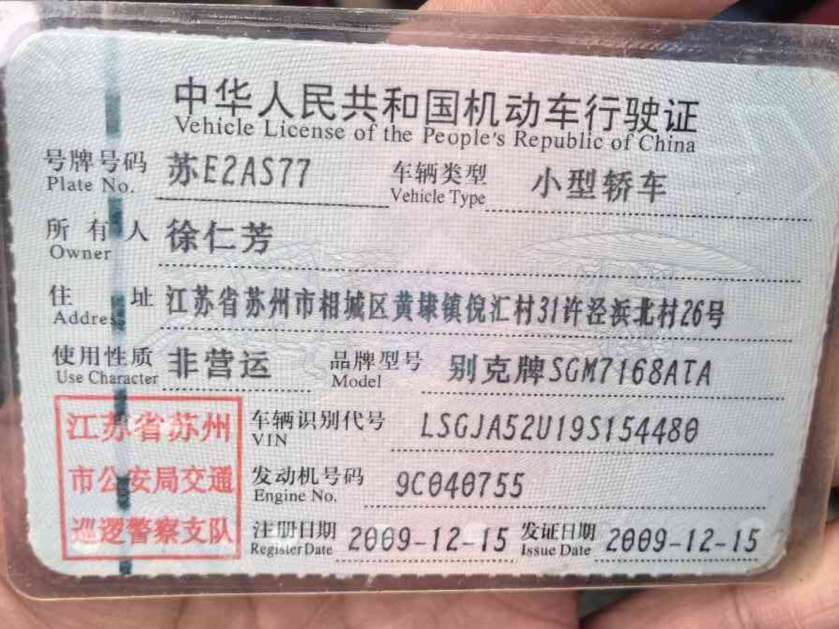 中华人民共和国机动车行驶证
Vehicle License of the People's Republic of China
号牌号码 苏E2AS77 车辆类型 小型轿车
Plate No. Vehicle Type
所有人 徐仁芳
Owner
住址 江苏省苏州市相城区黄埭镇倪汇村31许泾浜北村26号
Address
使用性质 非营运 品牌型号 别克牌SGM7168ATA
Use Character Model
江苏省苏州 车辆识别代号 LSGJA52U19S154480
VIN
市公安局交通 发动机号码 9C040755
Engine No.
巡逻警察支队 注册日期 2009-12-15 发证日期 2009-12-15
Register Date Issue Date